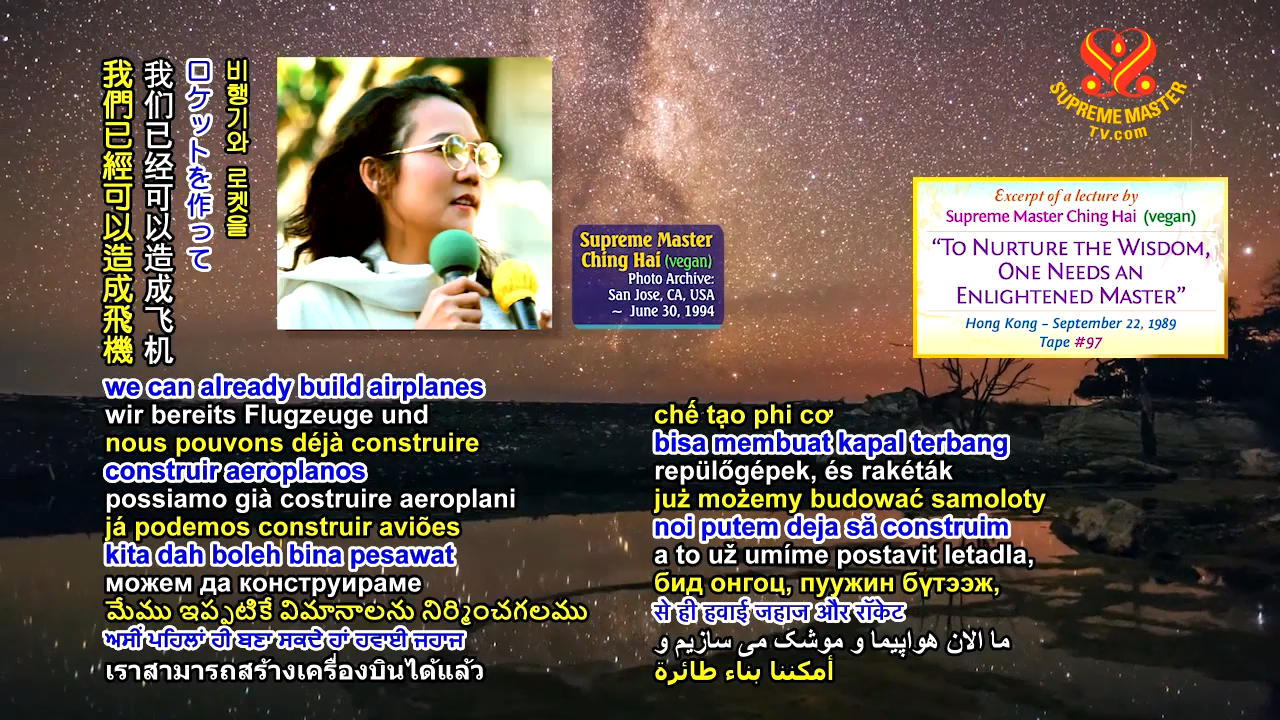 我們已經可以造成飛機
我们已经可以造成飞机
ロケットを作って
비행기와 로켓을
SUPREME MASTER
TV.com
Supreme Master
Ching Hai (vegan)
Photo Archive:
San Jose, CA, USA
~ June 30, 1994
Excerpt of a lecture by
Supreme Master Ching Hai (vegan)
“To Nurture the Wisdom,
One Needs an
Enlightened Master”
Hong Kong – September 22, 1989
Tape #97
we can already build airplanes
wir bereits Flugzeuge und
nous pouvons déjà construire
construir aeroplanos
possiamo già costruire aeroplani
já podemos construir aviões
kita dah boleh bina pesawat
можем да конструираме
మేము ఇప్పటికే విమానాలను నిర్మించగలము
ਅਸੀਂ ਪਹਿਲਾਂ ਹੀ ਬਣਾ ਸਕਦੇ ਹਾਂ ਹਵਾਈ ਜਹਾਜ਼
เราสามารถสร้างเครื่องบินได้แล้ว
chế tạo phi cơ
bisa membuat kapal terbang
repülőgépek, és rakéták
już możemy budować samoloty
noi putem deja să construim
a to už umíme postavit letadla,
бид онгоц, пуужин бүтээж,
से ही हवाई जहाज और रॉकेट
ما الان هواپیما و موشک می سازیم و
أمكننا بناء طائرة